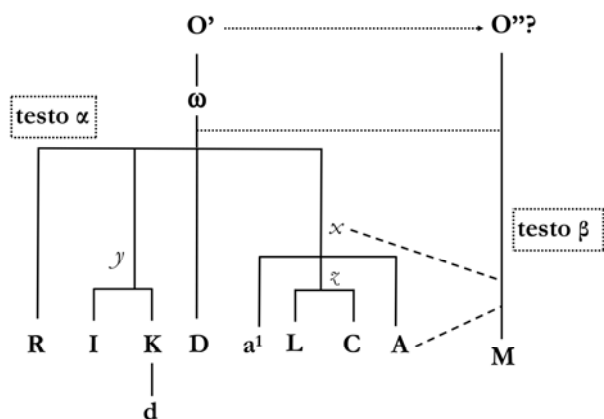 O’ O’’?
ω
testo α
x
testo β
y
z
R I K D a¹ L C A M
d